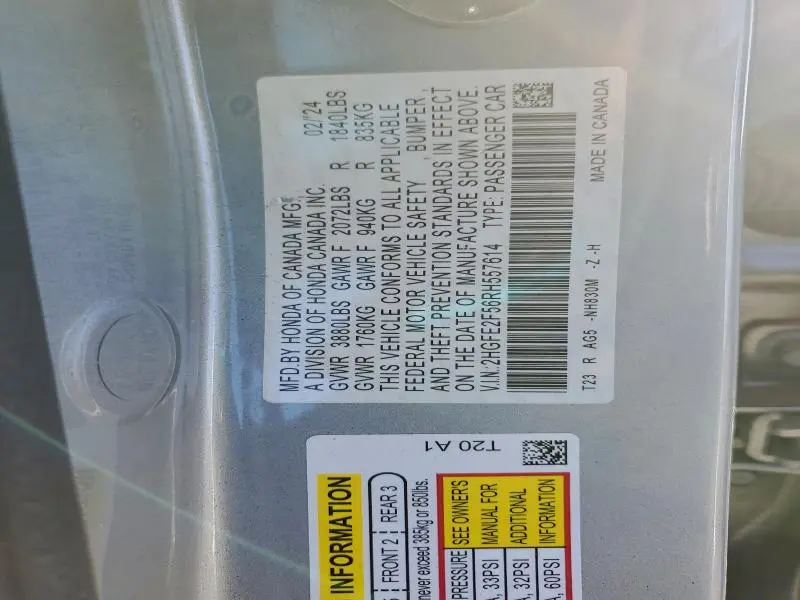 MFD.BY HONDA OF CANADA MFG. 02/'24
A DIVISION OF HONDA CANADA INC.
GVWR 3880LBS GAWR F 2072LBS R 1840LBS
GVWR 1760KG GAWR F 940KG R 835KG
THIS VEHICLE CONFORMS TO ALL APPLICABLE
FEDERAL MOTOR VEHICLE SAFETY , BUMPER,
AND THEFT PREVENTION STANDARDS IN EFFECT
ON THE DATE OF MANUFACTURE SHOWN ABOVE.
V.I.N.:2HGFE2F56RH557614 TYPE: PASSENGER CAR
T23 R AG5 -NH830M -Z -H MADE IN CANADA
T20 A1
INFORMATION
FRONT 2 REAR 3
never exceed 385kg or 850lbs.
PRESSURE SEE OWNER'S
33PSI MANUAL FOR
32PSI ADDITIONAL
60PSI INFORMATION